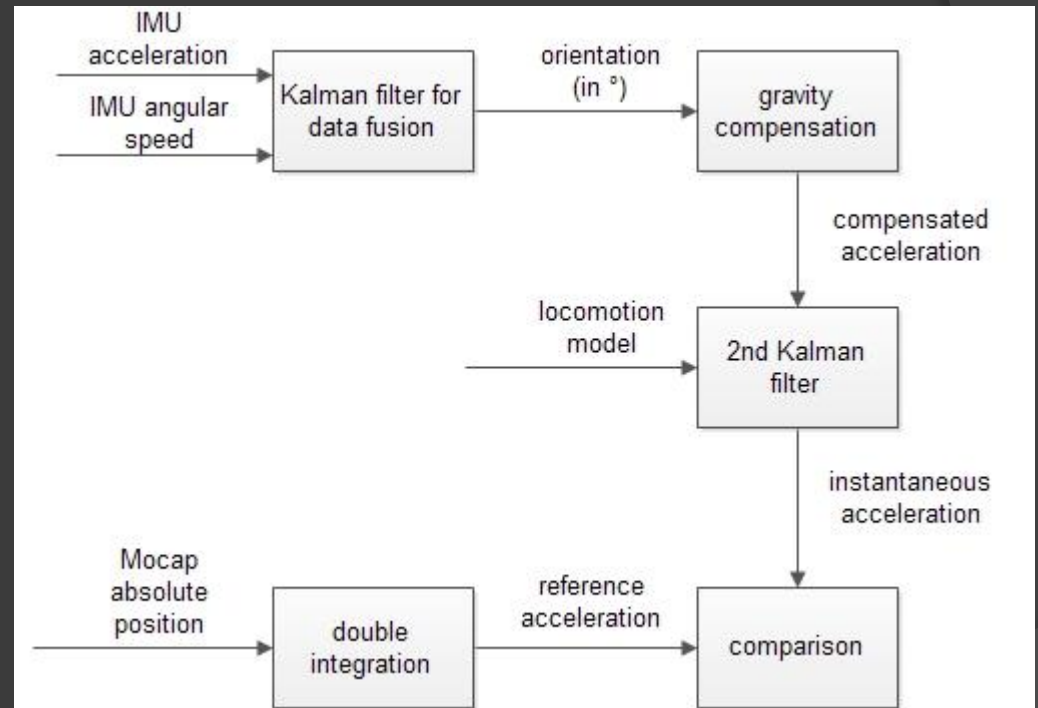 IMU
acceleration
IMU angular
speed
Kalman filter for
data fusion
orientation
(in °)
gravity
compensation
compensated
acceleration
locomotion
model
2nd Kalman
filter
instantaneous
acceleration
Mocap
absolute
position
double
integration
reference
acceleration
comparison